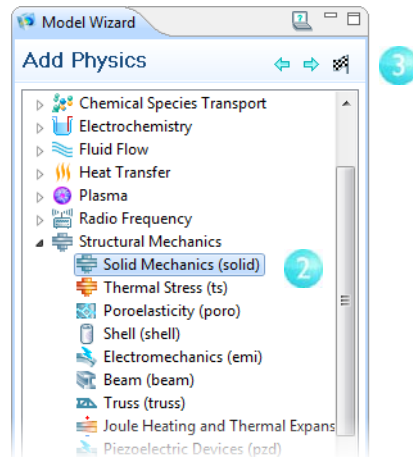 Model Wizard
Add Physics
3
Chemical Species Transport
Electrochemistry
Fluid Flow
Heat Transfer
Plasma
Radio Frequency
Structural Mechanics
Solid Mechanics (solid)
2
Thermal Stress (ts)
Poroelasticity (poro)
Shell (shell)
Electromechanics (emi)
Beam (beam)
Truss (truss)
Joule Heating and Thermal Expans
Piezoelectric Devices (pzd)